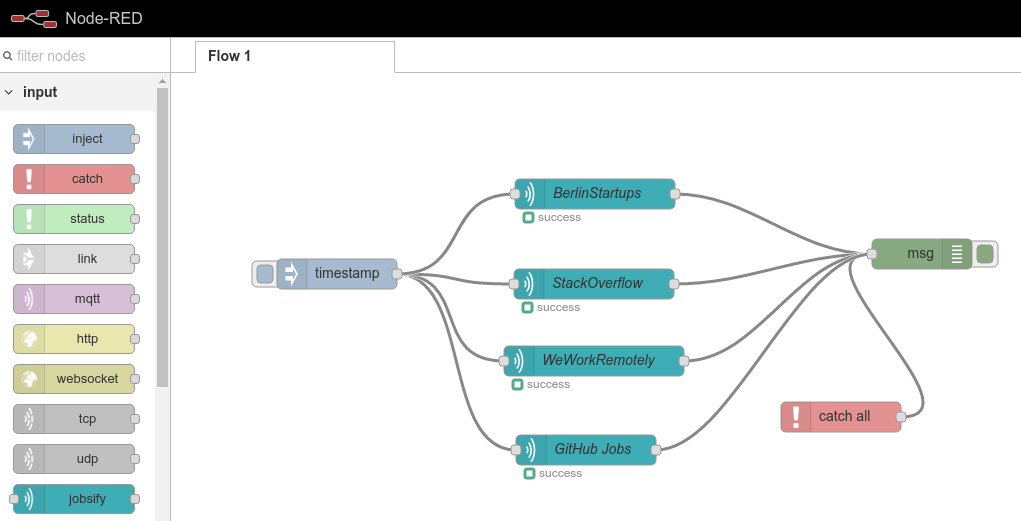 Node-RED
filter nodes
Flow 1
input
inject
catch
status
link
mqtt
http
websocket
tcp
udp
jobsify
timestamp
BerlinStartups
success
StackOverflow
success
WeWorkRemotely
success
GitHub Jobs
success
msg
catch all